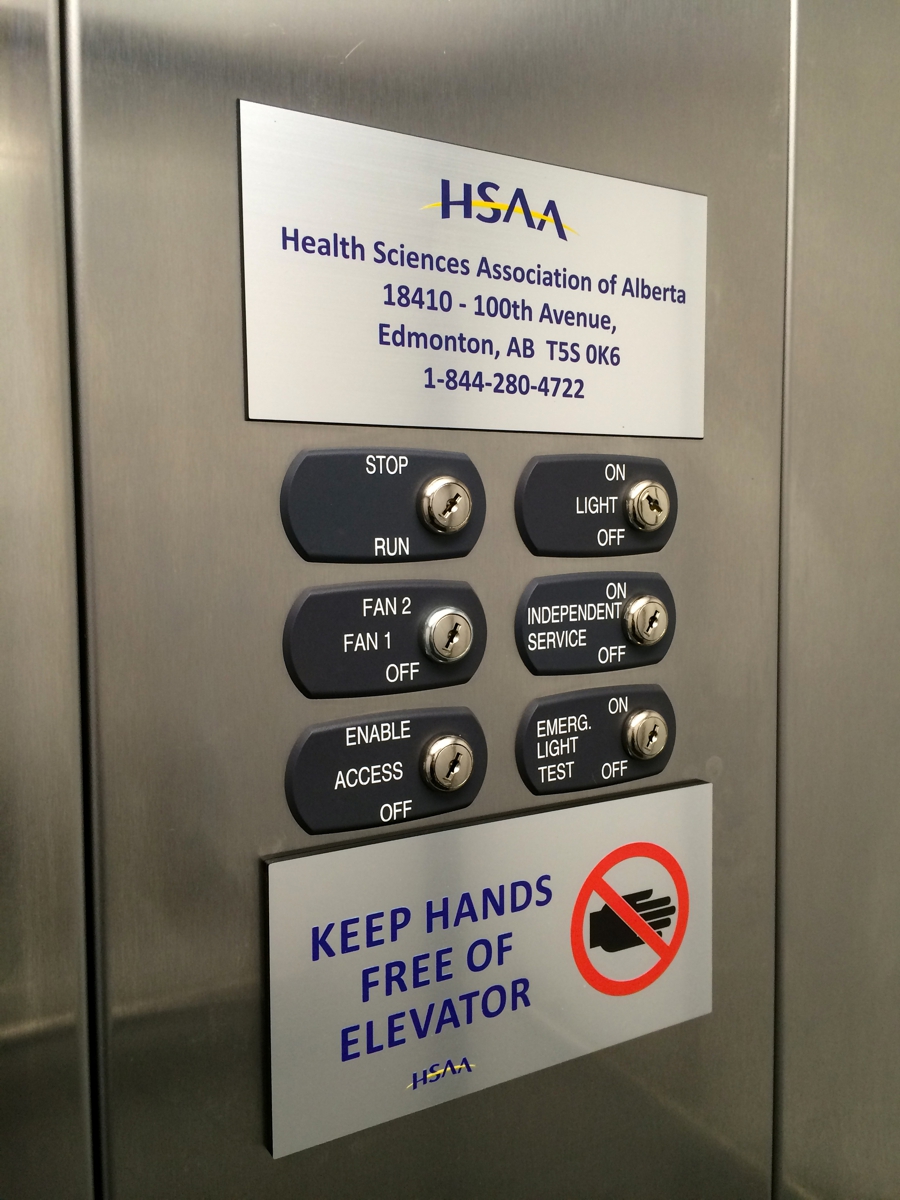 HSAA
Health Sciences Association of Alberta
18410 - 100th Avenue,
Edmonton, AB T5S 0K6
1-844-280-4722
STOP
RUN
ON
LIGHT
OFF
FAN 2
FAN 1
OFF
ON
INDEPENDENT
SERVICE
OFF
ENABLE
ACCESS
OFF
ON
EMERG.
LIGHT
TEST OFF
KEEP HANDS
FREE OF
ELEVATOR
HSAA